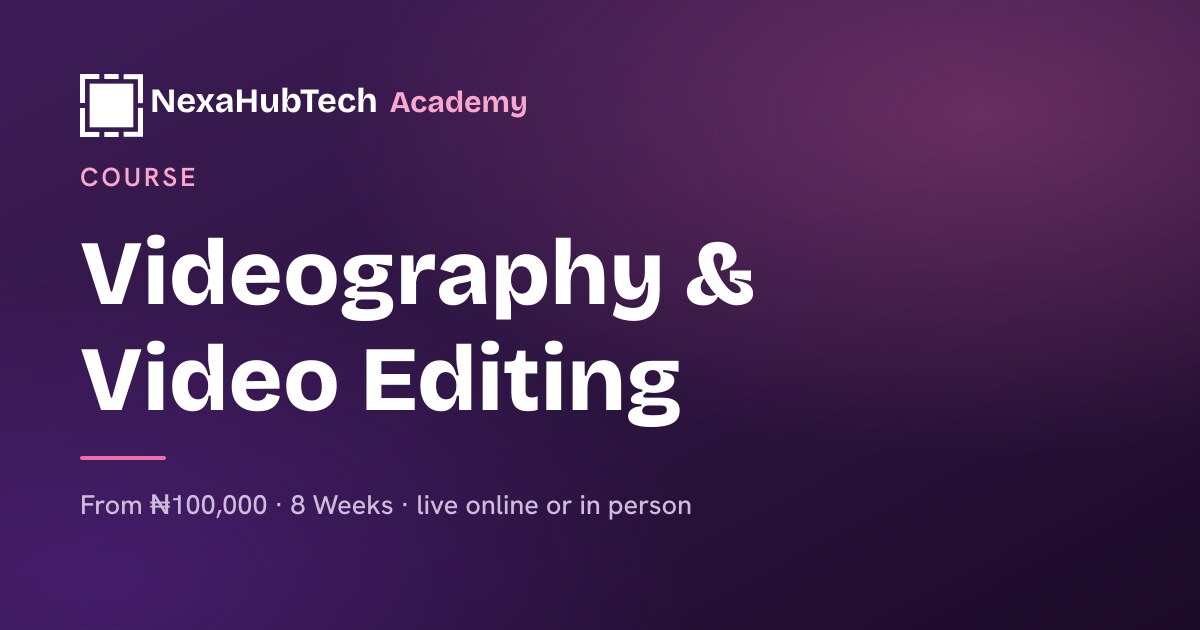 NexaHubTech Academy
COURSE
Videography &
Video Editing
From ₦100,000 · 8 Weeks · live online or in person